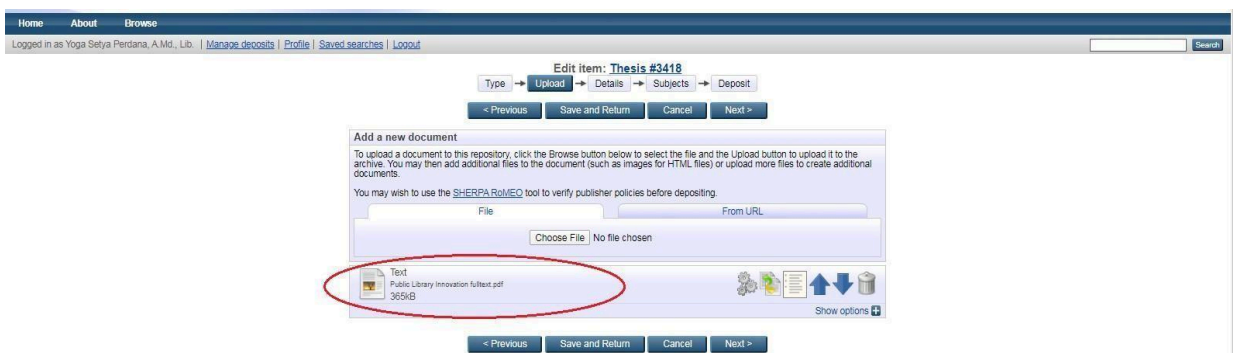 Home About Browse
Logged in as Yoga Setya Perdana, A.Md., Lib. | Manage deposits | Profile | Saved searches | Logout
Search
Edit item: Thesis #3418
Type → Upload → Details → Subjects → Deposit
< Previous Save and Return Cancel Next >
Add a new document
To upload a document to this repository, click the Browse button below to select the file and the Upload button to upload it to the
archive. You may then add additional files to the document (such as images for HTML files) or upload more files to create additional
documents.
You may wish to use the SHERPA RoMEO tool to verify publisher policies before depositing.
File From URL
Choose File No file chosen
Text
Public Library Innovation fulltext.pdf
365kB
Show options
< Previous Save and Return Cancel Next >